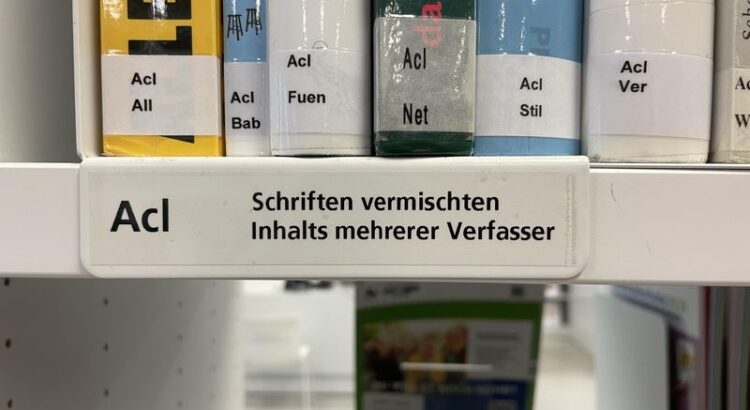 Acl
All
Acl
Bab
Acl
Fuen
Acl
Net
Acl
Stil
Acl
Ver
Acl
Schriften vermischten
Inhalts mehrerer Verfasser